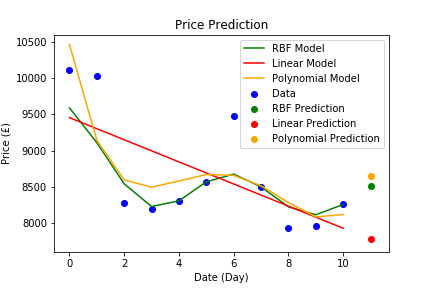 Price Prediction
10500
10000
9500
9000
8500
8000
Price (£)
RBF Model
Linear Model
Polynomial Model
Data
RBF Prediction
Linear Prediction
Polynomial Prediction
0 2 4 6 8 10
Date (Day)